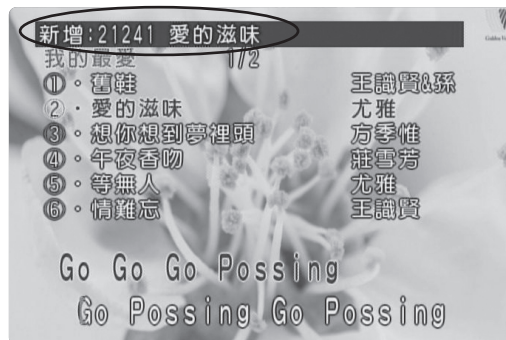 新增:21241 愛的滋味
我的最愛 1/2
① · 舊鞋 王識賢&孫
② · 愛的滋味 尤雅
③ · 想你想到夢裡頭 方季惟
④ · 午夜香吻 莊雪芳
⑤ · 等無人 尤雅
⑥ · 情難忘 王識賢
Go Go Go Possing
Go Possing Go Possing